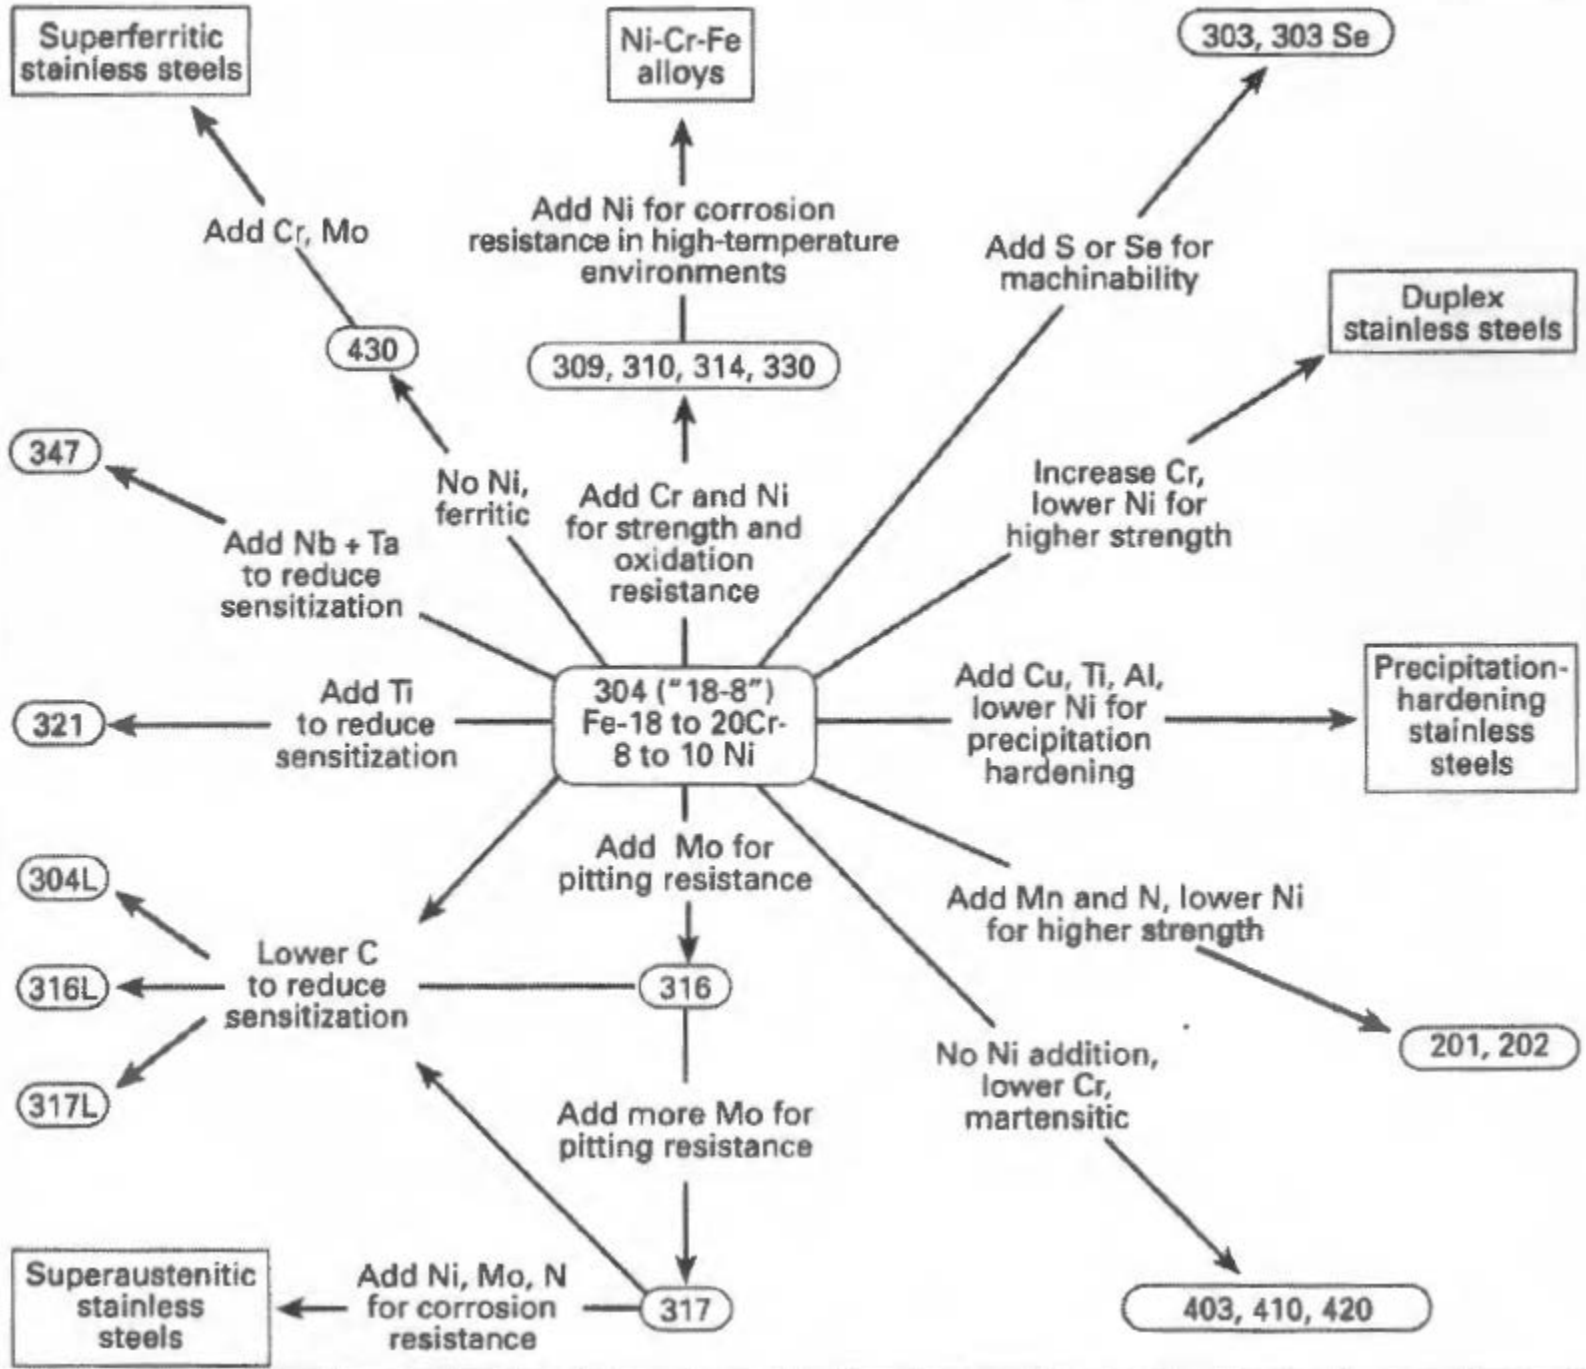 Superferritic
stainless steels
Ni-Cr-Fe
alloys
303, 303 Se
Add Cr, Mo
Add Ni for corrosion
resistance in high-temperature
environments
Add S or Se for
machinability
Duplex
stainless steels
430
309, 310, 314, 330
347
No Ni,
ferritic
Add Cr and Ni
for strength and
oxidation
resistance
Increase Cr,
lower Ni for
higher strength
Add Nb + Ta
to reduce
sensitization
321
Add Ti
to reduce
sensitization
304 ("18-8")
Fe-18 to 20Cr-
8 to 10 Ni
Add Cu, Ti, Al,
lower Ni for
precipitation
hardening
Precipitation-
hardening
stainless
steels
Add Mo for
pitting resistance
304L
316L
317L
Lower C
to reduce
sensitization
316
Add Mn and N, lower Ni
for higher strength
201, 202
No Ni addition,
lower Cr,
martensitic
Add more Mo for
pitting resistance
Superaustenitic
stainless
steels
Add Ni, Mo, N
for corrosion
resistance
317
403, 410, 420